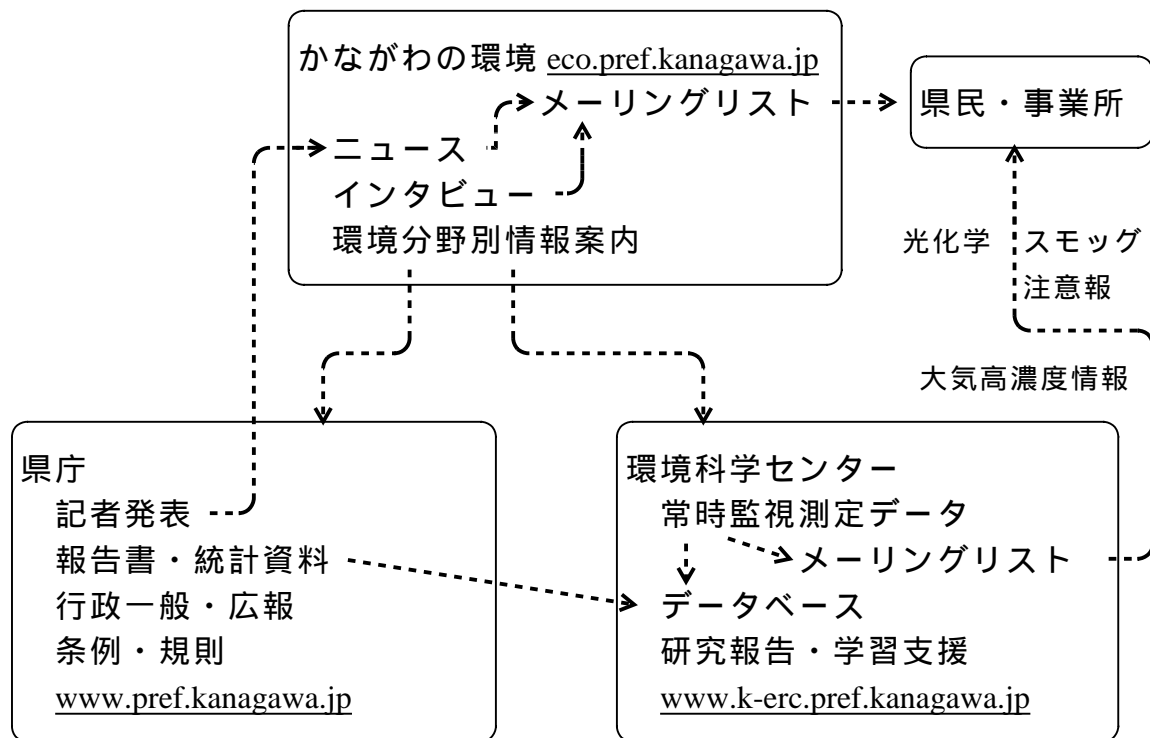 かながわの環境 eco.pref.kanagawa.jp
メーリングリスト
ニュース
インタビュー
環境分野別情報案内
県民・事業所
光化学 スモッグ
注意報
大気高濃度情報
県庁
記者発表
報告書・統計資料
行政一般・広報
条例・規則
www.pref.kanagawa.jp
環境科学センター
常時監視測定データ
メーリングリスト
データベース
研究報告・学習支援
www.k-erc.pref.kanagawa.jp